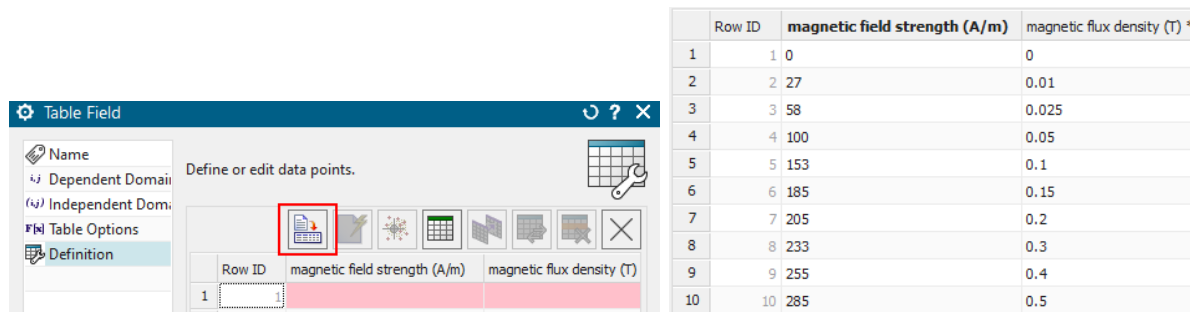 Table Field
Name
Dependent Domai
Independent Doma
Table Options
Definition
Define or edit data points.
Row ID magnetic field strength (A/m) magnetic flux density (T)
1 1
Row ID magnetic field strength (A/m) magnetic flux density (T) *
1 1 0 0
2 2 27 0.01
3 3 58 0.025
4 4 100 0.05
5 5 153 0.1
6 6 185 0.15
7 7 205 0.2
8 8 233 0.3
9 9 255 0.4
10 10 285 0.5